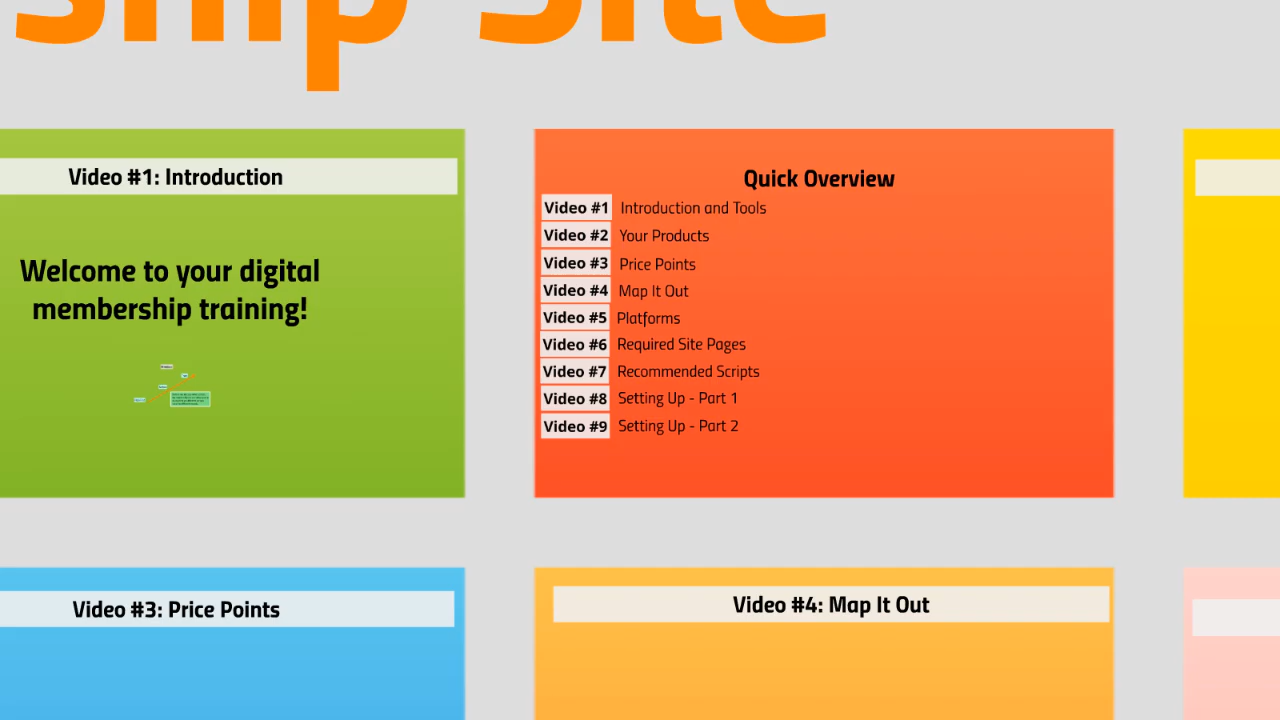 ship Site
Video #1: Introduction
Welcome to your digital
membership training!
Quick Overview
Video #1 Introduction and Tools
Video #2 Your Products
Video #3 Price Points
Video #4 Map It Out
Video #5 Platforms
Video #6 Required Site Pages
Video #7 Recommended Scripts
Video #8 Setting Up - Part 1
Video #9 Setting Up - Part 2
Video #3: Price Points
Video #4: Map It Out